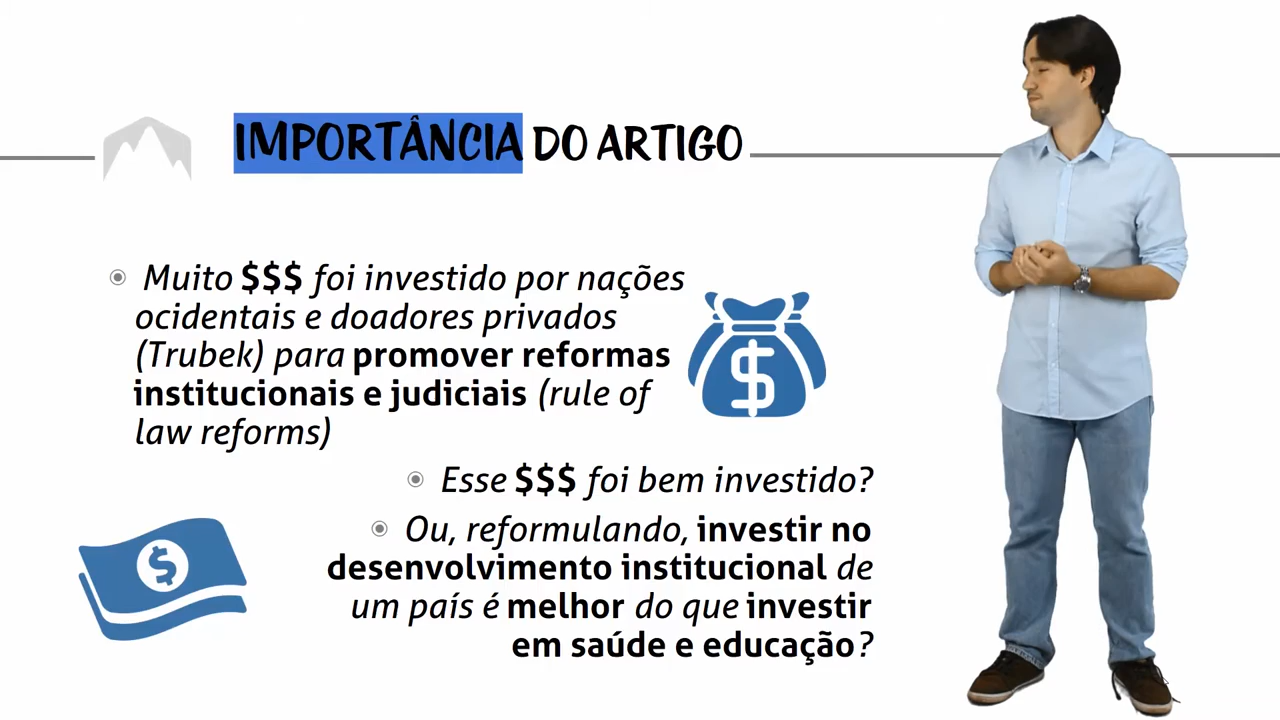 IMPORTÂNCIA DO ARTIGO
Muito $$$ foi investido por nações
ocidentais e doadores privados
(Trubek) para promover reformas
institucionais e judiciais (rule of
law reforms)
Esse $$$ foi bem investido?
Ou, reformulando, investir no
desenvolvimento institucional de
um país é melhor do que investir
em saúde e educação?
$
$